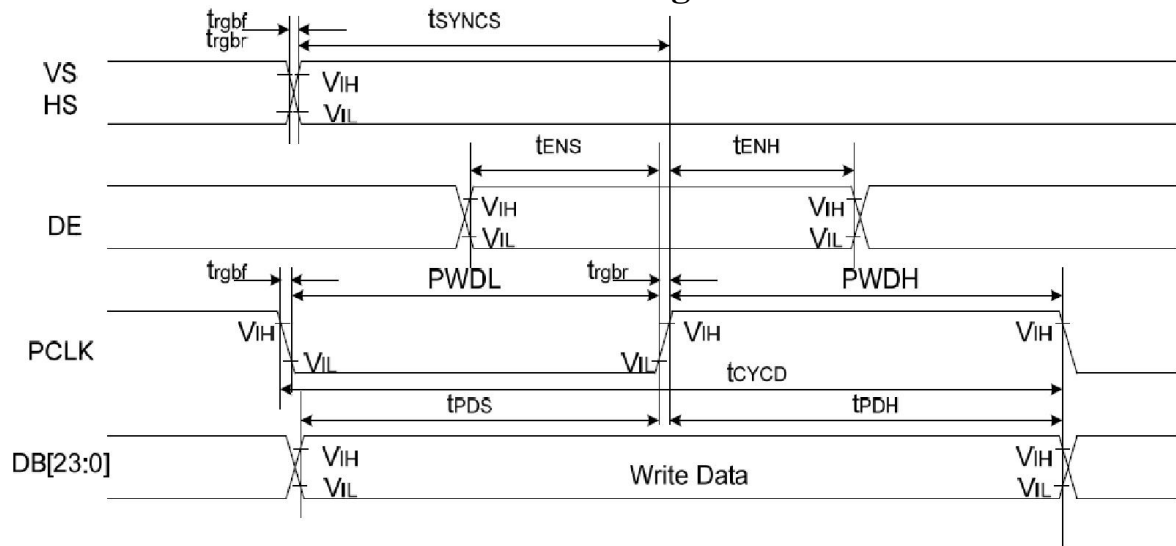 trgbf
trgbr
tSYNCS
VS
HS
VIH
VIL
tENS
tENH
DE
VIH
VIL
VIH
VIL
trgbf
PWDL
trgbr
PWDH
PCLK
VIH
VIL
VIL
VIH
VIH
tCYCD
tPDS
tPDH
DB[23:0]
VIH
VIL
Write Data
VIH
VIL